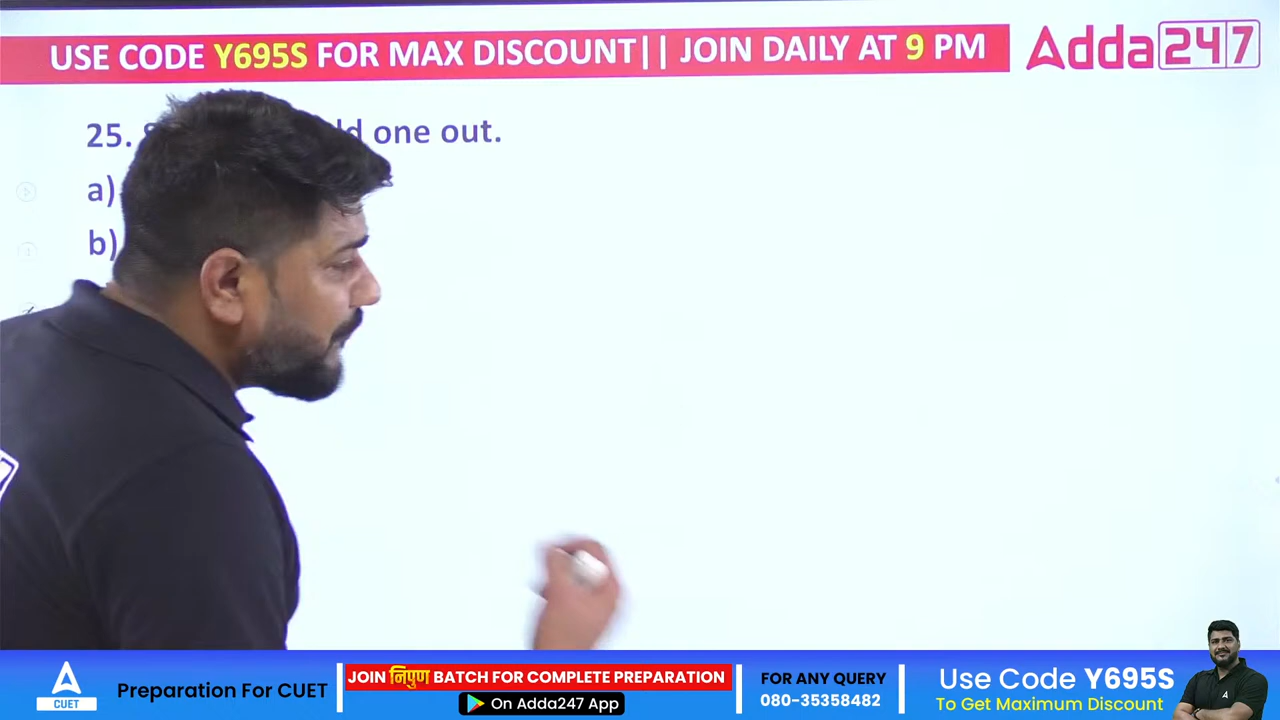 USE CODE Y695S FOR MAX DISCOUNT|| JOIN DAILY AT 9 PM
Adda247
25. one out.
a)
b)
CUET
Preparation For CUET
JOIN निपुण BATCH FOR COMPLETE PREPARATION
On Adda247 App
FOR ANY QUERY
080-35358482
Use Code Y695S
To Get Maximum Discount